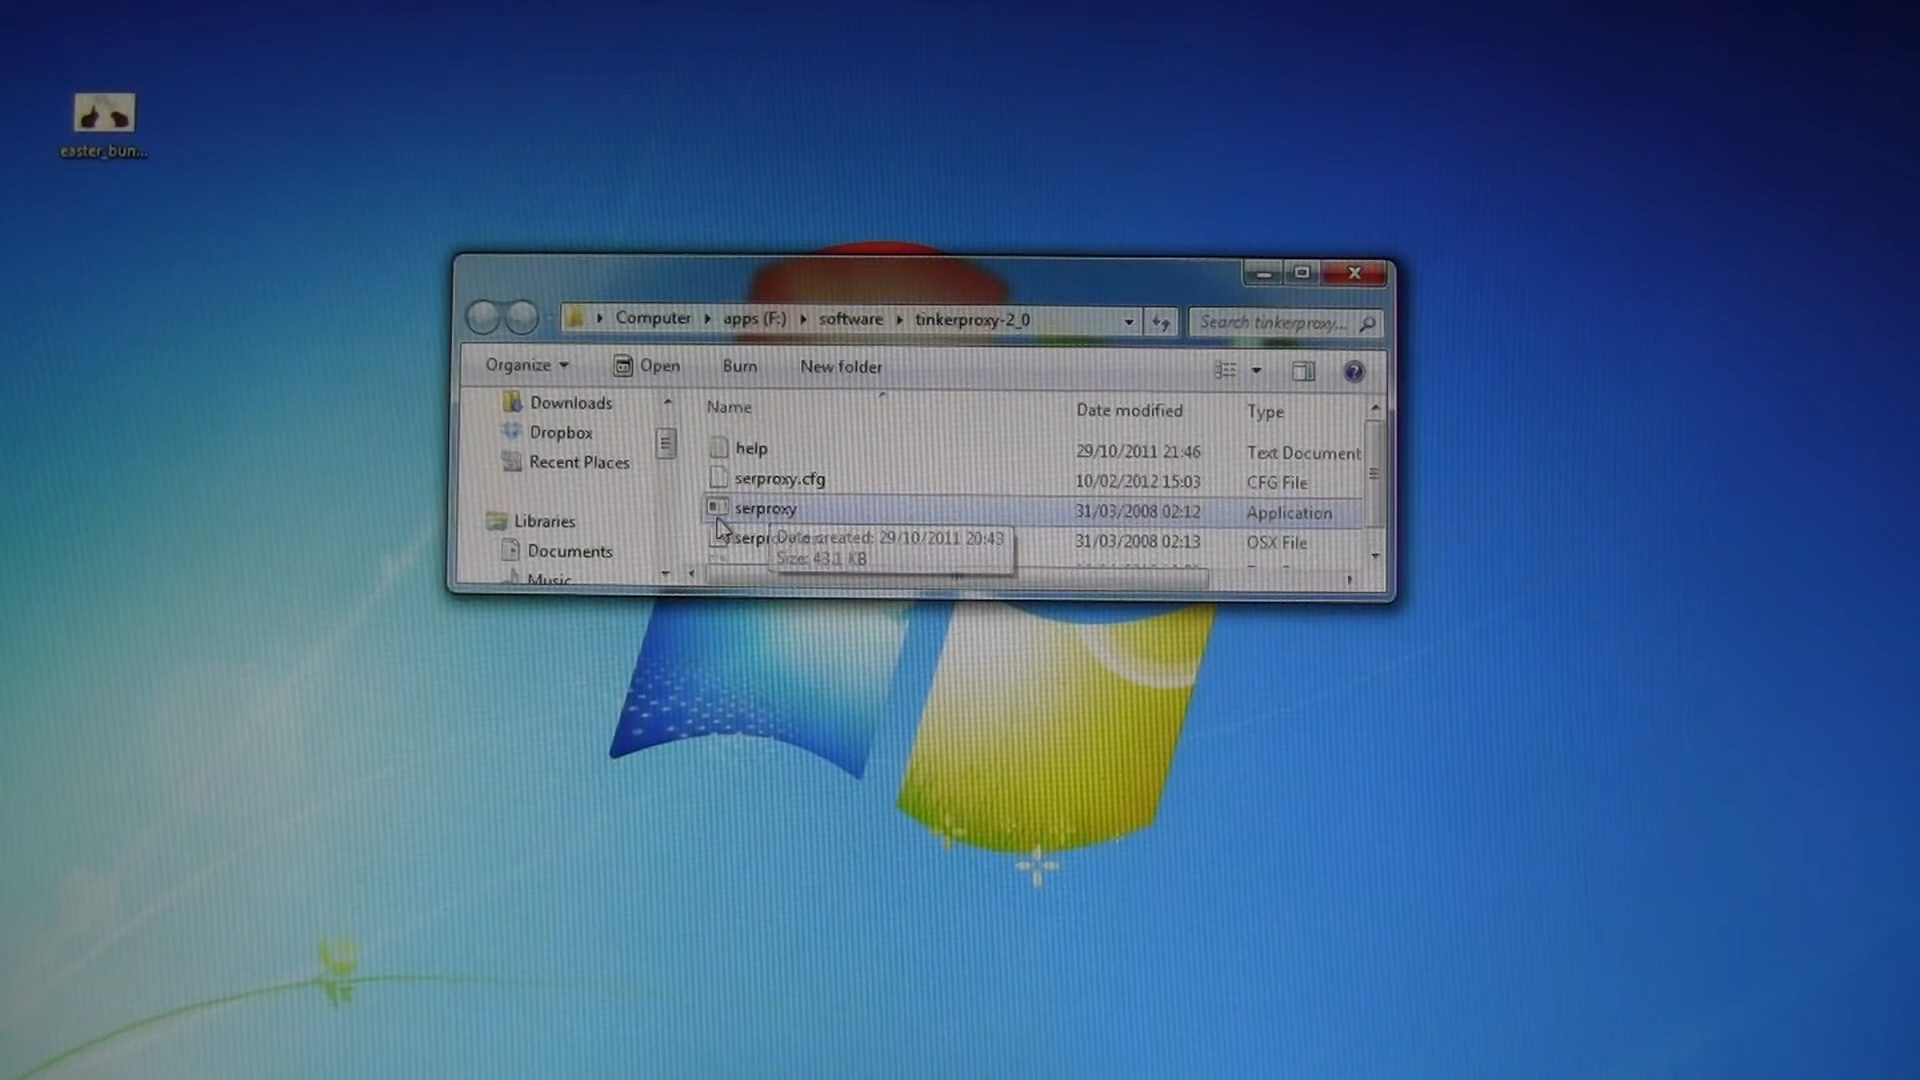 easter_bun...
Computer apps (F:) software tinkerproxy-2_0
Search tinkerproxy...
Organize Open Burn New folder
Downloads
Dropbox
Recent Places
Libraries
Documents
Music
Name Date modified Type
help 29/10/2011 21:46 Text Document
serproxy.cfg 10/02/2012 15:03 CFG File
serproxy 31/03/2008 02:12 Application
serpr 31/03/2008 02:13 OSX File
Date created: 29/10/2011 20:43
Size: 43.1 KB